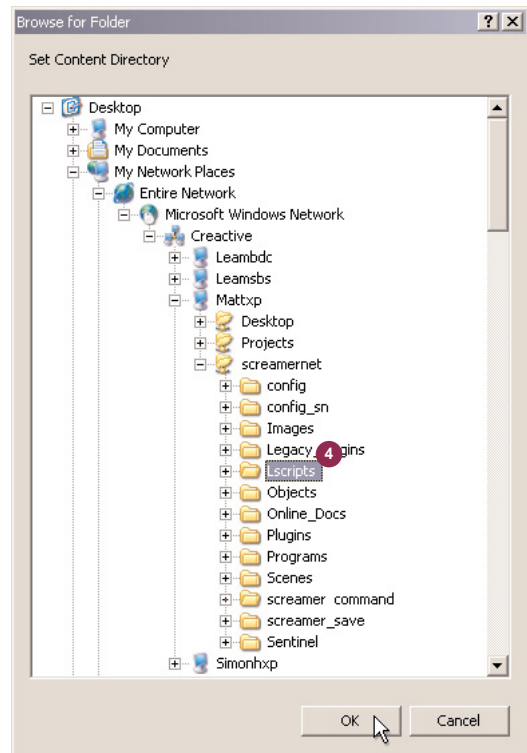 Browse for Folder
Set Content Directory
Desktop
My Computer
My Documents
My Network Places
Entire Network
Microsoft Windows Network
Creactive
Leambdc
Leamsbs
Mattxp
Desktop
Projects
screamernet
config
config_sn
Images
Legacy gins
4
Lscripts
Objects
Online_Docs
Plugins
Programs
Scenes
screamer command
screamer_save
Sentinel
Simonhxp
OK
Cancel